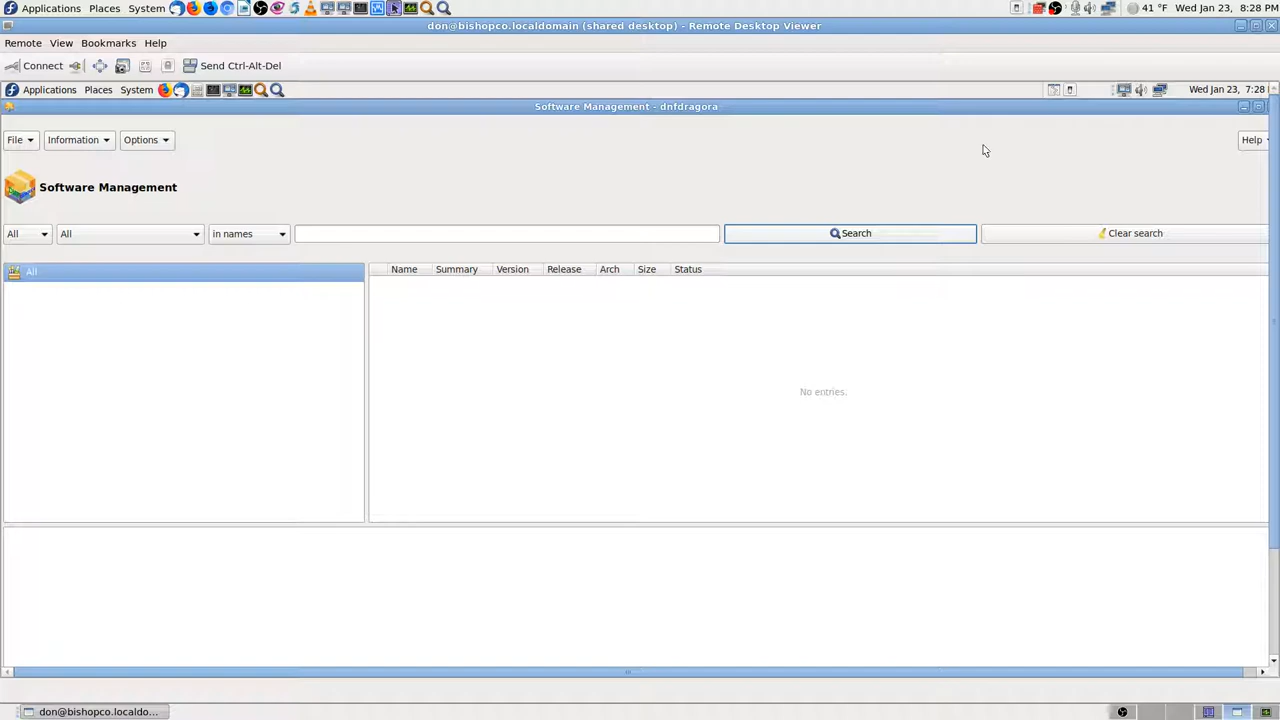 Applications Places System 41 °F Wed Jan 23, 8:28 PM
don@bishopco.localdomain (shared desktop) - Remote Desktop Viewer
Remote View Bookmarks Help
Connect Send Ctrl-Alt-Del
Applications Places System Wed Jan 23, 7:28
Software Management - dnfdragora
File Information Options Help
Software Management
All All in names Search Clear search
All Name Summary Version Release Arch Size Status
No entries.
don@bishopco.localdo...